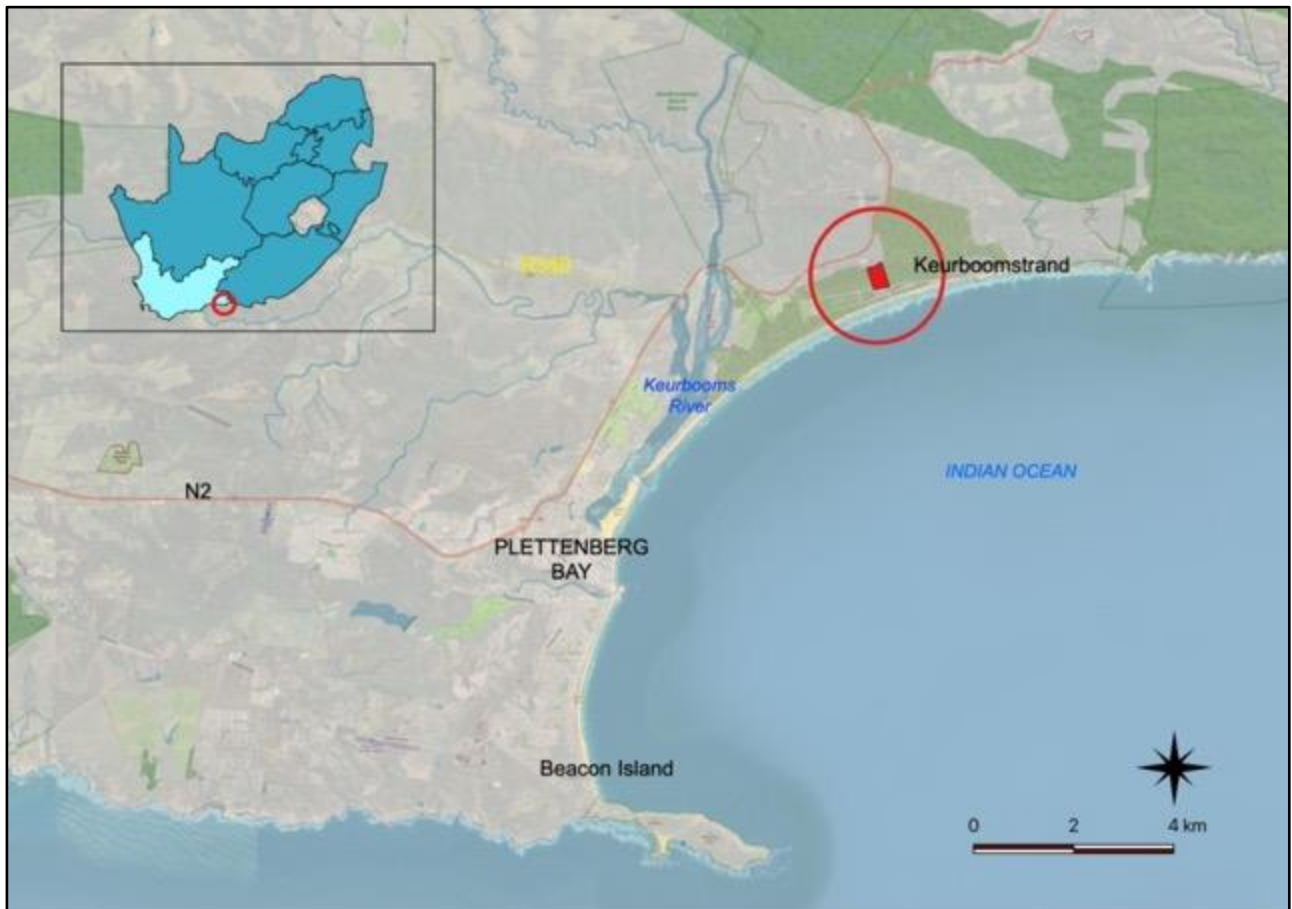 Keurboomstrand
Keurbooms
River
INDIAN OCEAN
N2
PLETTENBERG
BAY
Beacon Island
0 2 4 km